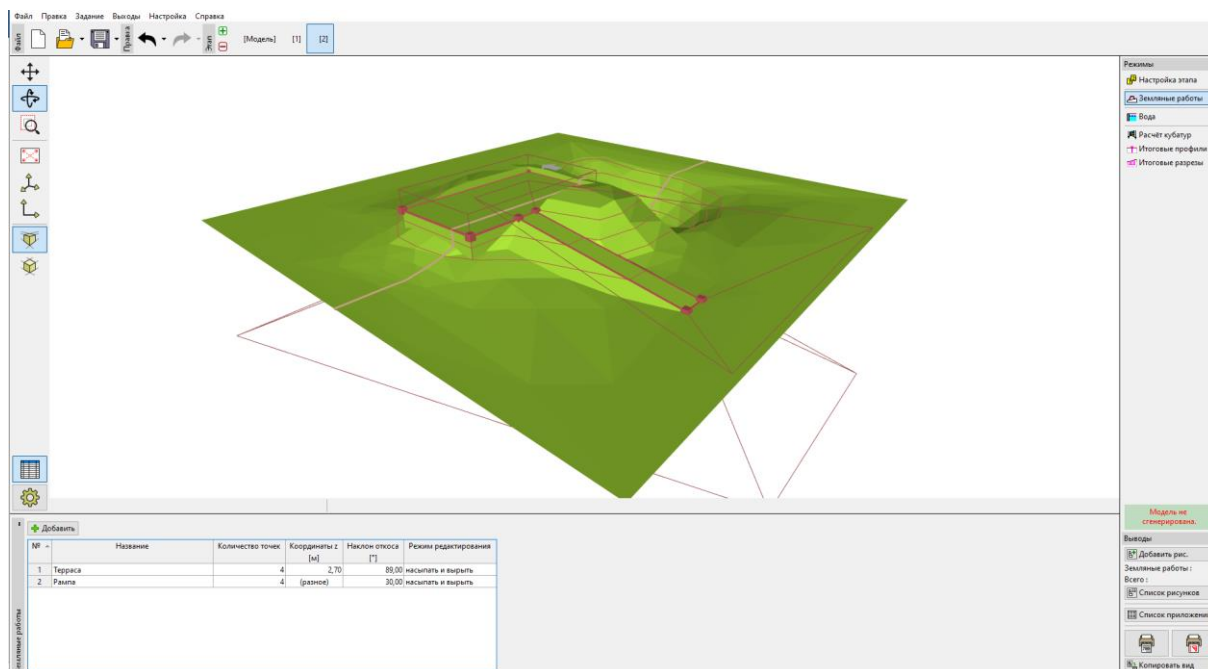 Файл Правка Задание Выходы Настройка Справка
Файл
Правка
Этап
[Модель] [1] [2]
Режимы
Настройка этапа
Земляные работы
Вода
Расчёт кубатур
Итоговые профили
Итоговые разрезы
Модель не
сгенерирована.
Выводы
Добавить рис.
Земляные работы :
Всего :
Список рисунков
Список приложени
Копировать вид
Добавить
№ Название Количество точек Координаты z Наклон откоса Режим редактирования
[м] [°]
1 Терраса 4 2,70 89,00 насыпать и вырыть
2 Рампа 4 (разное) 30,00 насыпать и вырыть
Земляные работы